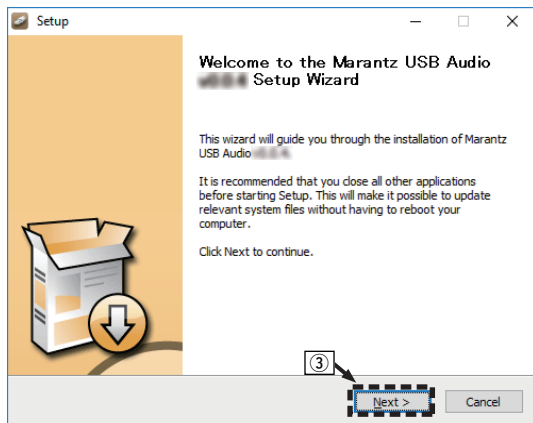 Setup
Welcome to the Marantz USB Audio
Setup Wizard
This wizard will guide you through the installation of Marantz
USB Audio
It is recommended that you close all other applications
before starting Setup. This will make it possible to update
relevant system files without having to reboot your
computer.
Click Next to continue.
③
Next >
Cancel